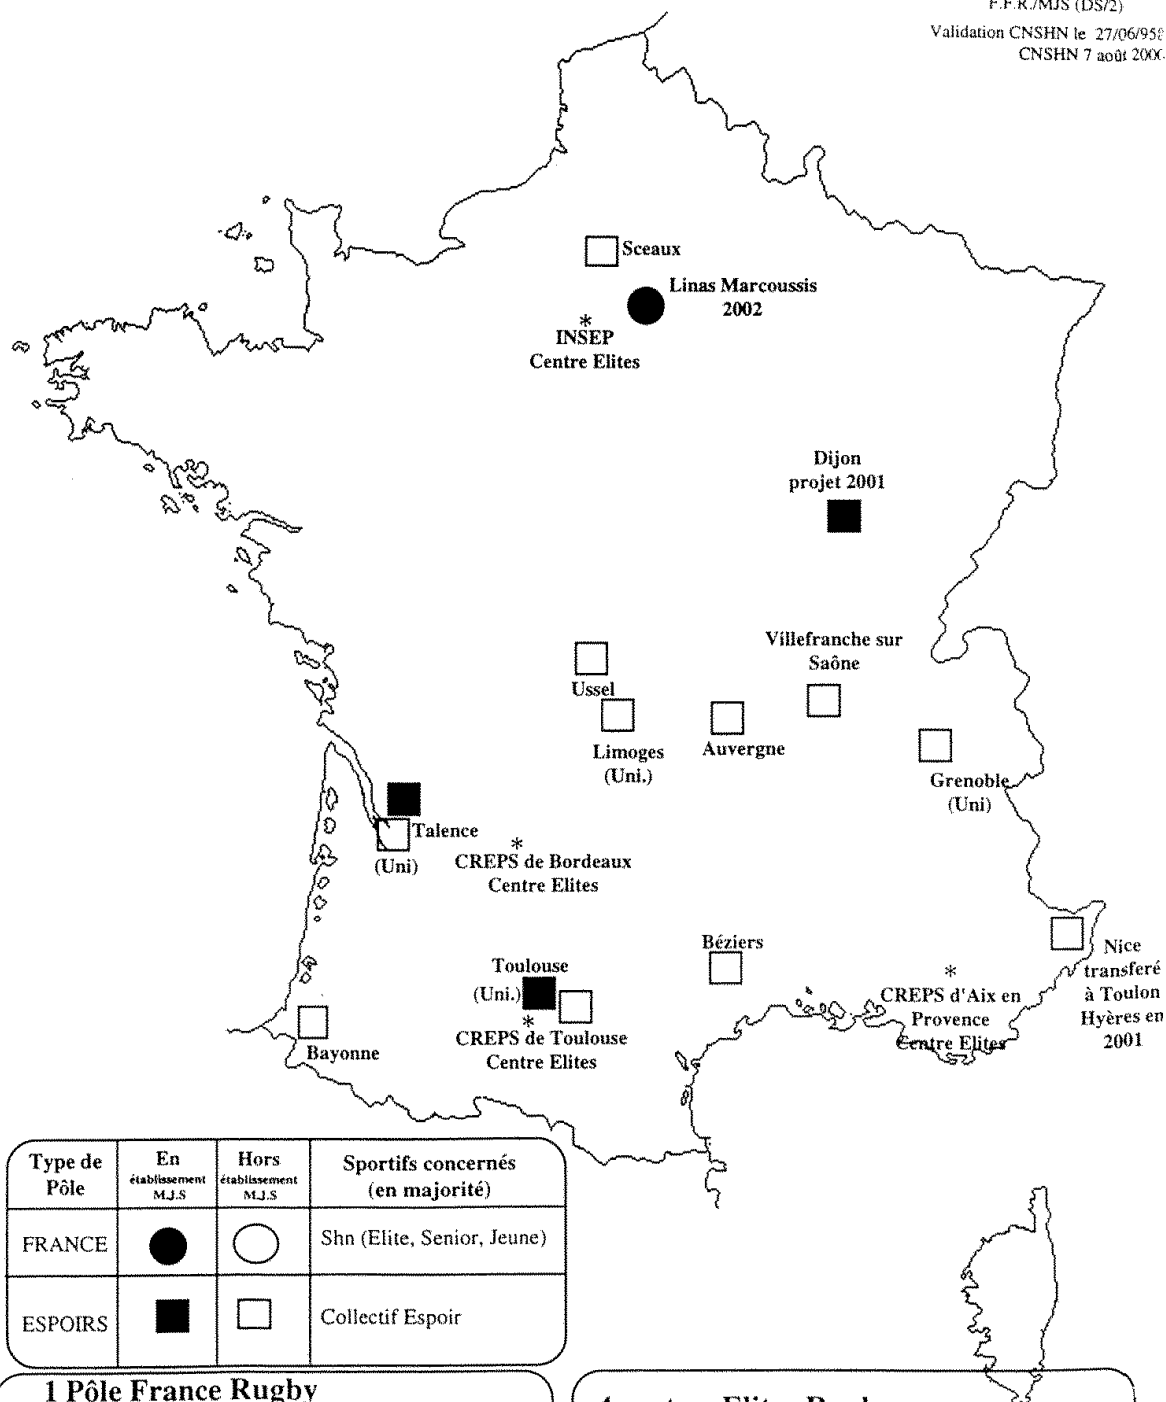 F.F.R./MJS (DS/2)
Validation CNSHN le 27/06/95
CNSHN 7 août
Sceaux
Linas Marcoussis
2002
*
INSEP
Centre Elites
Dijon
projet 2001
Villefranche sur
Saône
Ussel
Limoges
(Uni.)
Auvergne
Grenoble
(Uni)
Talence
(Uni)
*
CREPS de Bordeaux
Centre Elites
Béziers
Toulouse
(Uni.)
*
CREPS de Toulouse
Centre Elites
*
CREPS d'Aix en
Provence
Centre Elites
Nice
transferé
à Toulon
Hyères en
2001
Bayonne
Type de
Pôle
En
établissement
M.J.S
Hors
établissement
M.J.S
Sportifs concernés
(en majorité)
FRANCE
Shn (Elite, Senior, Jeune)
ESPOIRS
Collectif Espoir
1 Pôle France Rugby